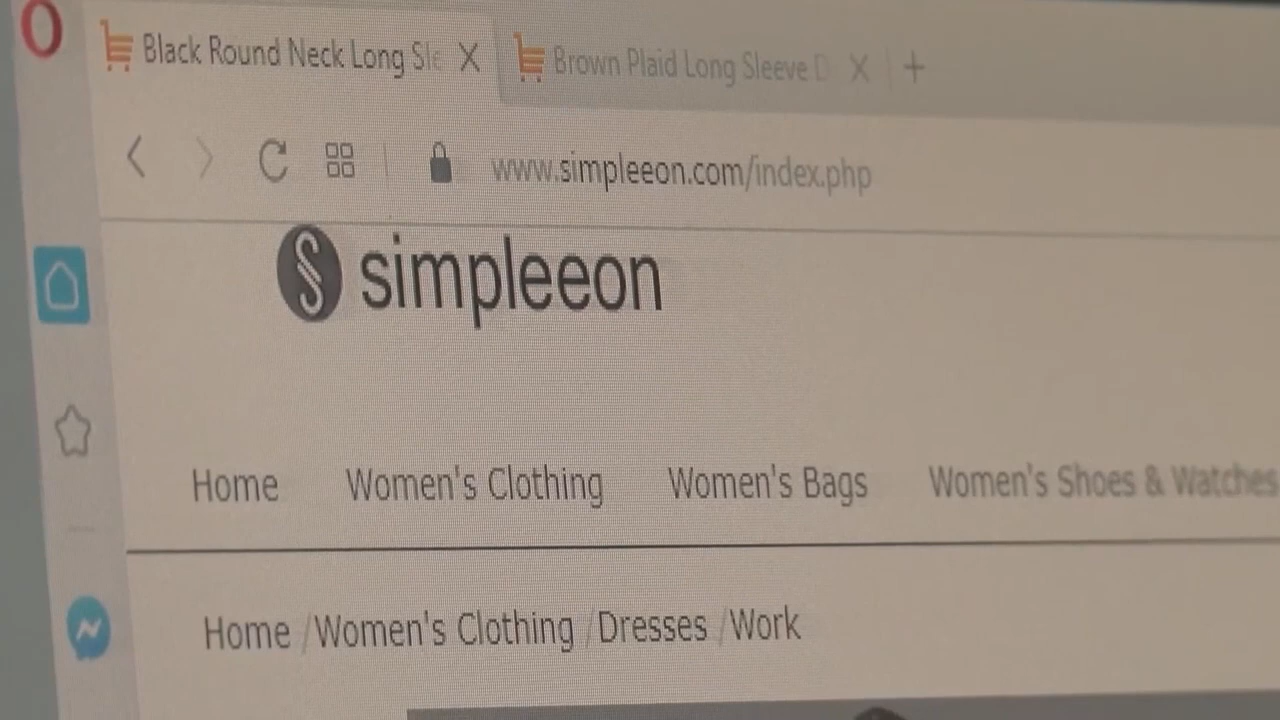 Black Round Neck Long Sle
Brown Plaid Long Sleeve D
www.simpleeon.com/index.php
simpleeon
Home Women's Clothing Women's Bags Women's Shoes & Watches
Home /Women's Clothing /Dresses /Work